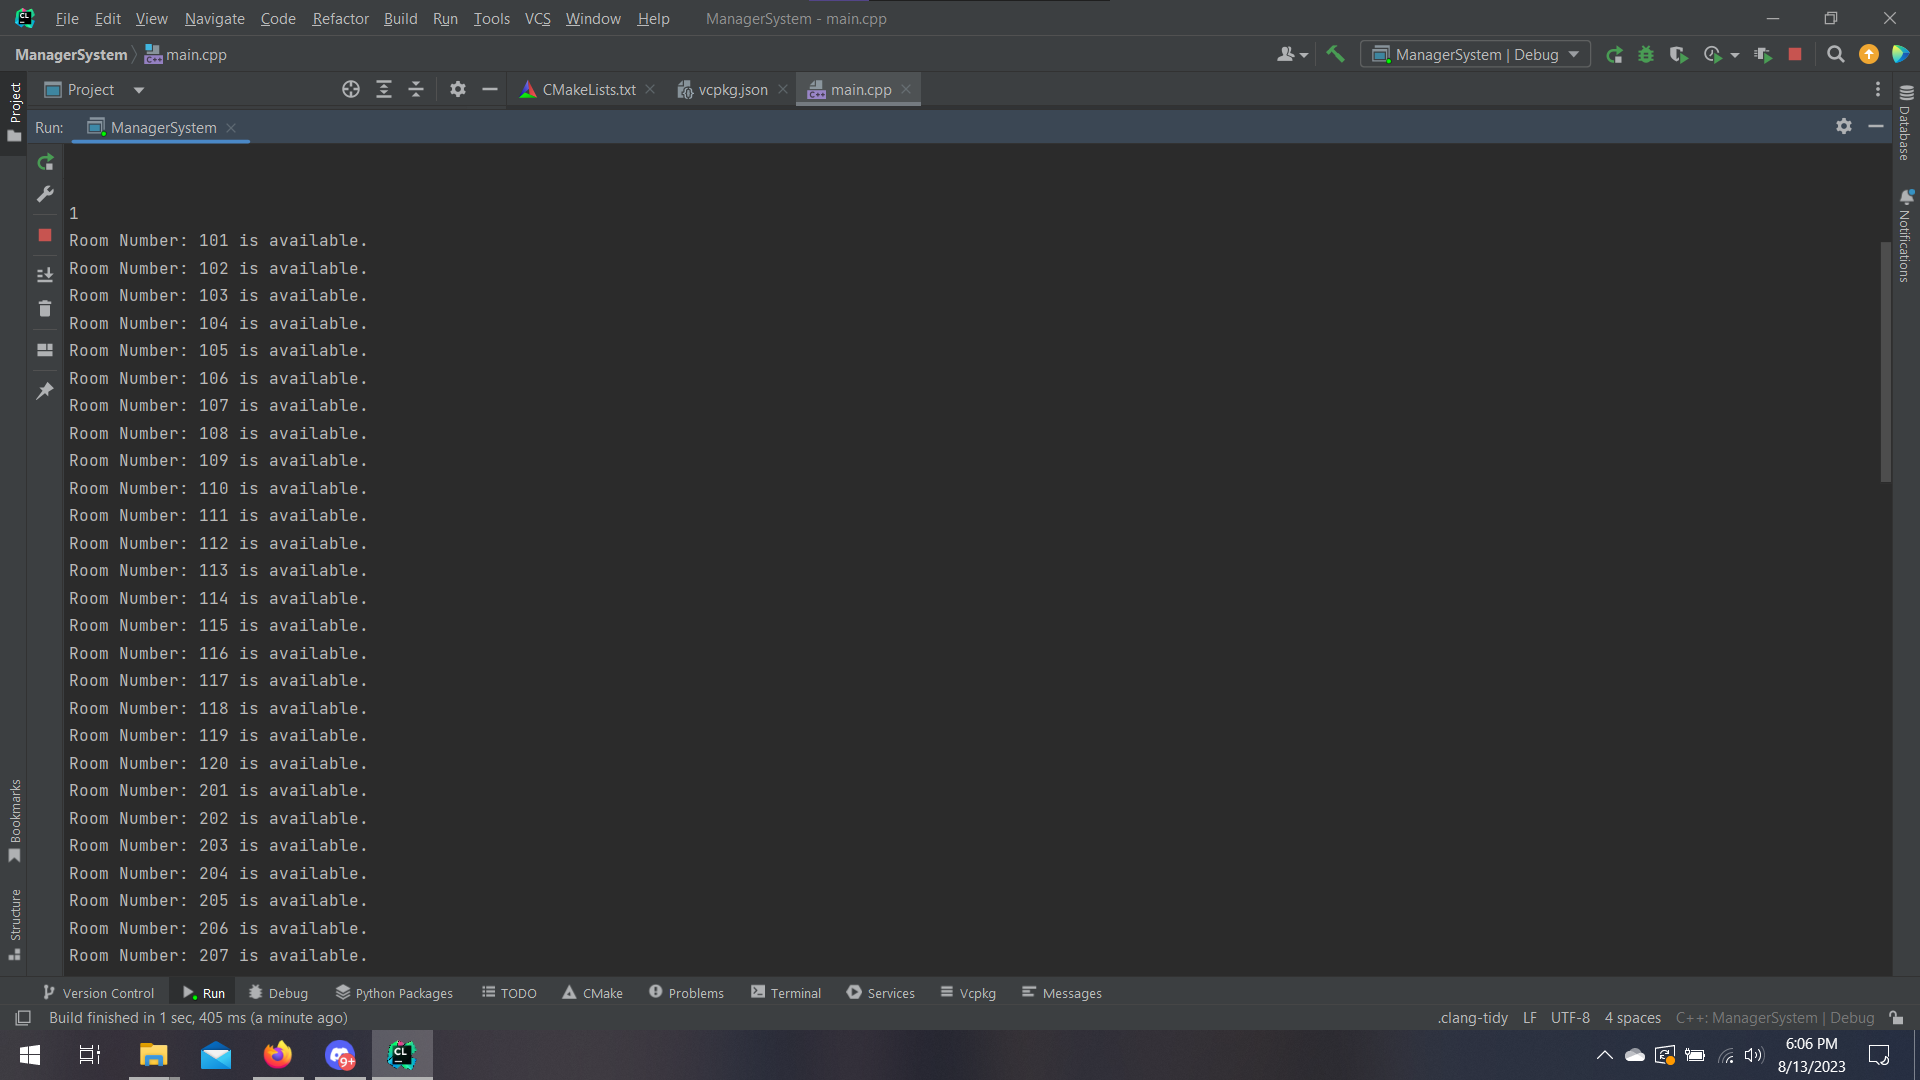 CL File Edit View Navigate Code Refactor Build Run Tools VCS Window Help ManagerSystem - main.cpp
ManagerSystem main.cpp ManagerSystem | Debug
Project CMakeLists.txt vcpkg.json main.cpp
Project
Run: ManagerSystem
Database
Notifications
1
Room Number: 101 is available.
Room Number: 102 is available.
Room Number: 103 is available.
Room Number: 104 is available.
Room Number: 105 is available.
Room Number: 106 is available.
Room Number: 107 is available.
Room Number: 108 is available.
Room Number: 109 is available.
Room Number: 110 is available.
Room Number: 111 is available.
Room Number: 112 is available.
Room Number: 113 is available.
Room Number: 114 is available.
Room Number: 115 is available.
Room Number: 116 is available.
Room Number: 117 is available.
Room Number: 118 is available.
Room Number: 119 is available.
Room Number: 120 is available.
Room Number: 201 is available.
Room Number: 202 is available.
Room Number: 203 is available.
Room Number: 204 is available.
Room Number: 205 is available.
Room Number: 206 is available.
Room Number: 207 is available.
Bookmarks
Structure
Version Control Run Debug Python Packages TODO CMake Problems Terminal Services Vcpkg Messages
Build finished in 1 sec, 405 ms (a minute ago) .clang-tidy LF UTF-8 4 spaces C++: ManagerSystem | Debug
9+ CL 6:06 PM
8/13/2023